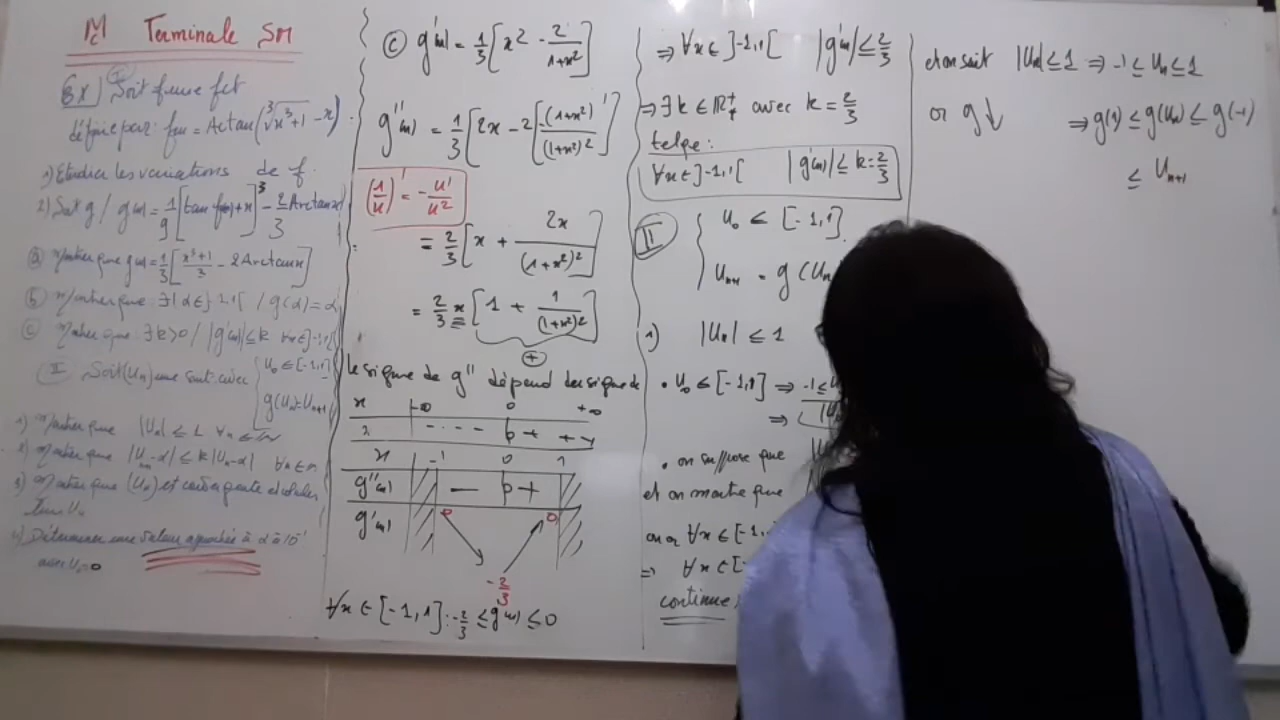 Mc Terminale SM
Ex I) Soit f une fct
définie par: f(x) = Arctan(∛(x³+1) - x)
1) Etudier les variations de f.
2) Soit g / g(x) = 1/9 [tan f(x) + x]³ - 2/3 Arctan x
a) Montrer que g(x) = 1/3 [(x³+1)/3 - 2Arctan x]
b) Montrer que: ∃! α ∈ ]-1,1[ / g(α) = α
c) Montrer que: ∃ k>0 / |g'(x)| ≤ k ∀x ∈ ]-1,1[
II Soit (Un) une suite avec { U₀ ∈ [-1,1]
g(Un) = Un+1
1) Montrer que |Un| ≤ 1 ∀n ∈ ℕ
2) Montrer que |Un+1 - α| ≤ k|Un - α| ∀n ∈ ℕ
3) Montrer que (Un) est convergente et calculer
lim Un
4) Déterminer une valeur approchée à α à 10⁻¹
avec U₀ = 0
c) g'(x) = 1/3 [x² - 2/(1+x²)]
g''(x) = 1/3 [2x - 2[-(1+x²)'/(1+x²)²]]
(1/u)' = -u'/u²
= 2/3 [x + 2x/(1+x²)²]
= 2/3 x [1 + 1/(1+x²)²]
+
le signe de g'' dépend du signe de
x -∞ 0 +∞
x - - - 0 + + +
x -1 0 1
g''(x) - 0 +
g'(x) 0 -2/3 0
∀x ∈ [-1,1] : -2/3 ≤ g'(x) ≤ 0
⇒ ∀x ∈ ]-1,1[ |g'(x)| ≤ 2/3
⇒ ∃ k ∈ ℝ*+ avec k = 2/3
telque:
∀x ∈ ]-1,1[ |g'(x)| ≤ k = 2/3
II { U₀ ∈ [-1,1]
Un+1 = g(Un
1) |Un| ≤ 1
• U₀ ∈ [-1,1] ⇒ -1 ≤ U
⇒ |U
• on suppose que |U
et on montre que
on a ∀x ∈ [-1,1
⇒ ∀x ∈ [-
continue
et on sait |Un| ≤ 1 ⇒ -1 ≤ Un ≤ 1
or g↓ ⇒ g(1) ≤ g(Un) ≤ g(-1)
≤ Un+1